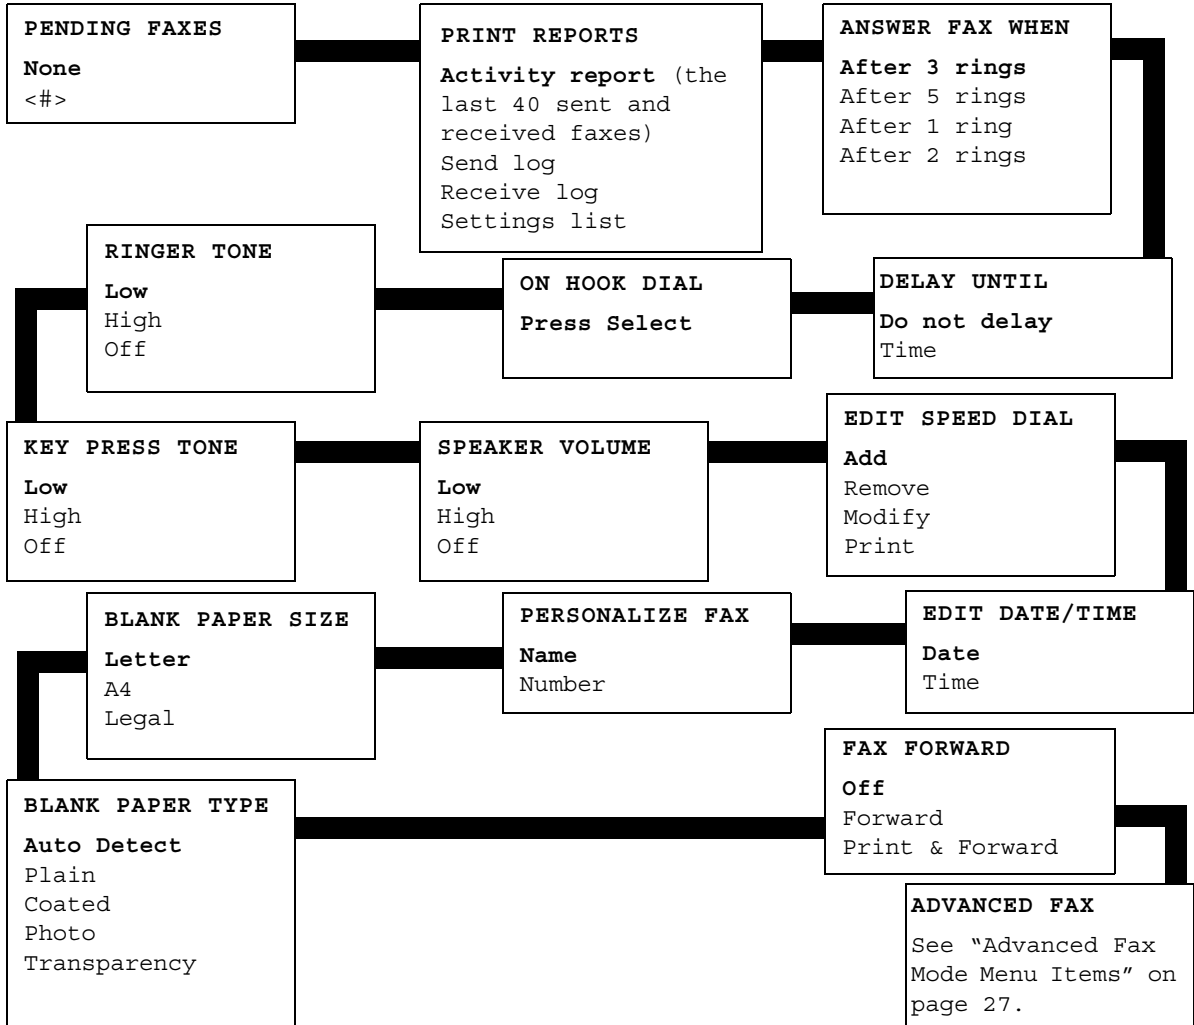 PENDING FAXES
None
<#>
PRINT REPORTS
Activity report (the
last 40 sent and
received faxes)
Send log
Receive log
Settings list
ANSWER FAX WHEN
After 3 rings
After 5 rings
After 1 ring
After 2 rings
DELAY UNTIL
Do not delay
Time
ON HOOK DIAL
Press Select
RINGER TONE
Low
High
Off
KEY PRESS TONE
Low
High
Off
SPEAKER VOLUME
Low
High
Off
EDIT SPEED DIAL
Add
Remove
Modify
Print
EDIT DATE/TIME
Date
Time
PERSONALIZE FAX
Name
Number
BLANK PAPER SIZE
Letter
A4
Legal
BLANK PAPER TYPE
Auto Detect
Plain
Coated
Photo
Transparency
FAX FORWARD
Off
Forward
Print & Forward
ADVANCED FAX
See “Advanced Fax
Mode Menu Items” on
page 27.